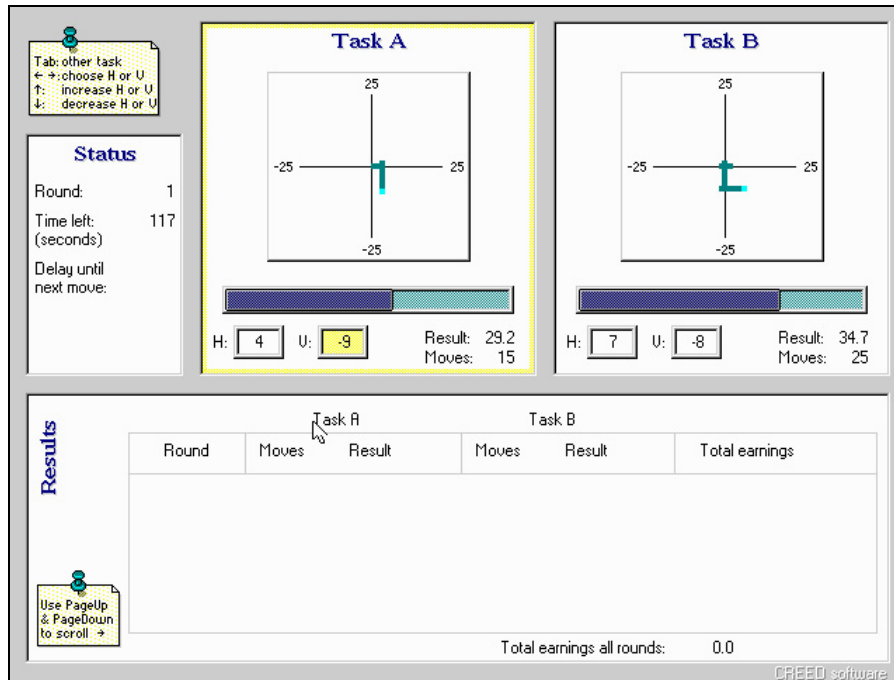 Tab: other task
← →: choose H or V
↑: increase H or V
↓: decrease H or V
Status
Round: 1
Time left: 117
(seconds)
Delay until
next move:
Task A
25
-25 25
-25
H: 4 V: -9
Result: 29.2
Moves: 15
Task B
25
-25 25
-25
H: 7 V: -8
Result: 34.7
Moves: 25
Results
Task A Task B
Round Moves Result Moves Result Total earnings
Use PageUp
& PageDown
to scroll →
Total earnings all rounds: 0.0
CREED software